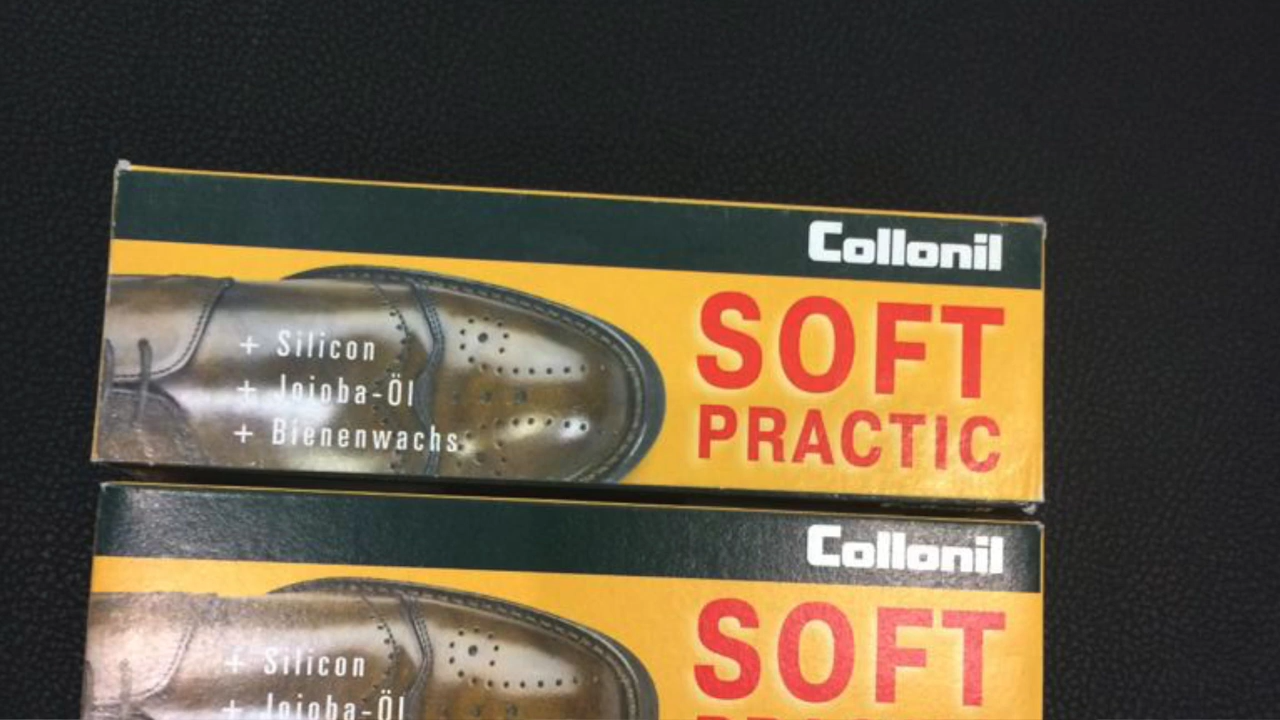 Collonil
SOFT
PRACTIC
+ Silicon
+ Jojoba-Öl
+ Bienenwachs
Collonil
SOFT
+ Silicon
+ Jojoba-Öl